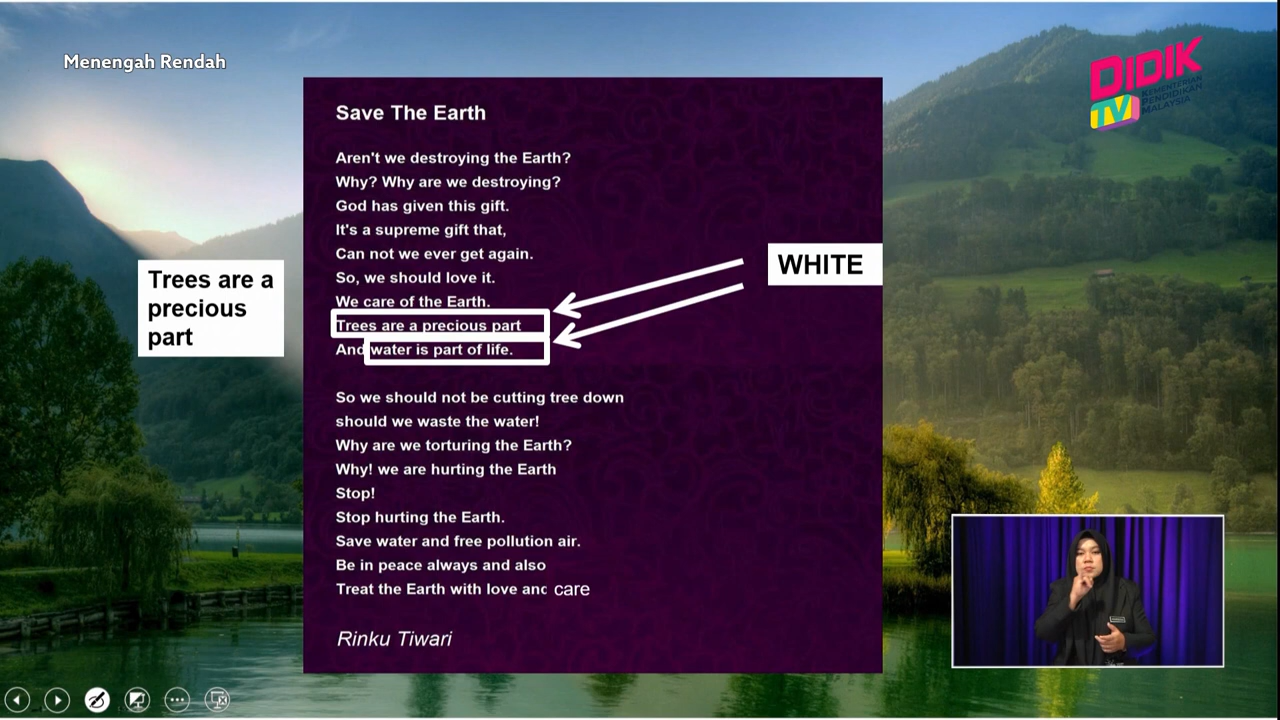 Menengah Rendah
DIDIK
TV
KEMENTERIAN
PENDIDIKAN
MALAYSIA
Save The Earth
Aren't we destroying the Earth?
Why? Why are we destroying?
God has given this gift.
It's a supreme gift that,
Can not we ever get again.
So, we should love it.
We care of the Earth.
Trees are a precious part
And water is part of life.
So we should not be cutting tree down
should we waste the water!
Why are we torturing the Earth?
Why! we are hurting the Earth
Stop!
Stop hurting the Earth.
Save water and free pollution air.
Be in peace always and also
Treat the Earth with love and care
Rinku Tiwari
Trees are a
precious
part
WHITE